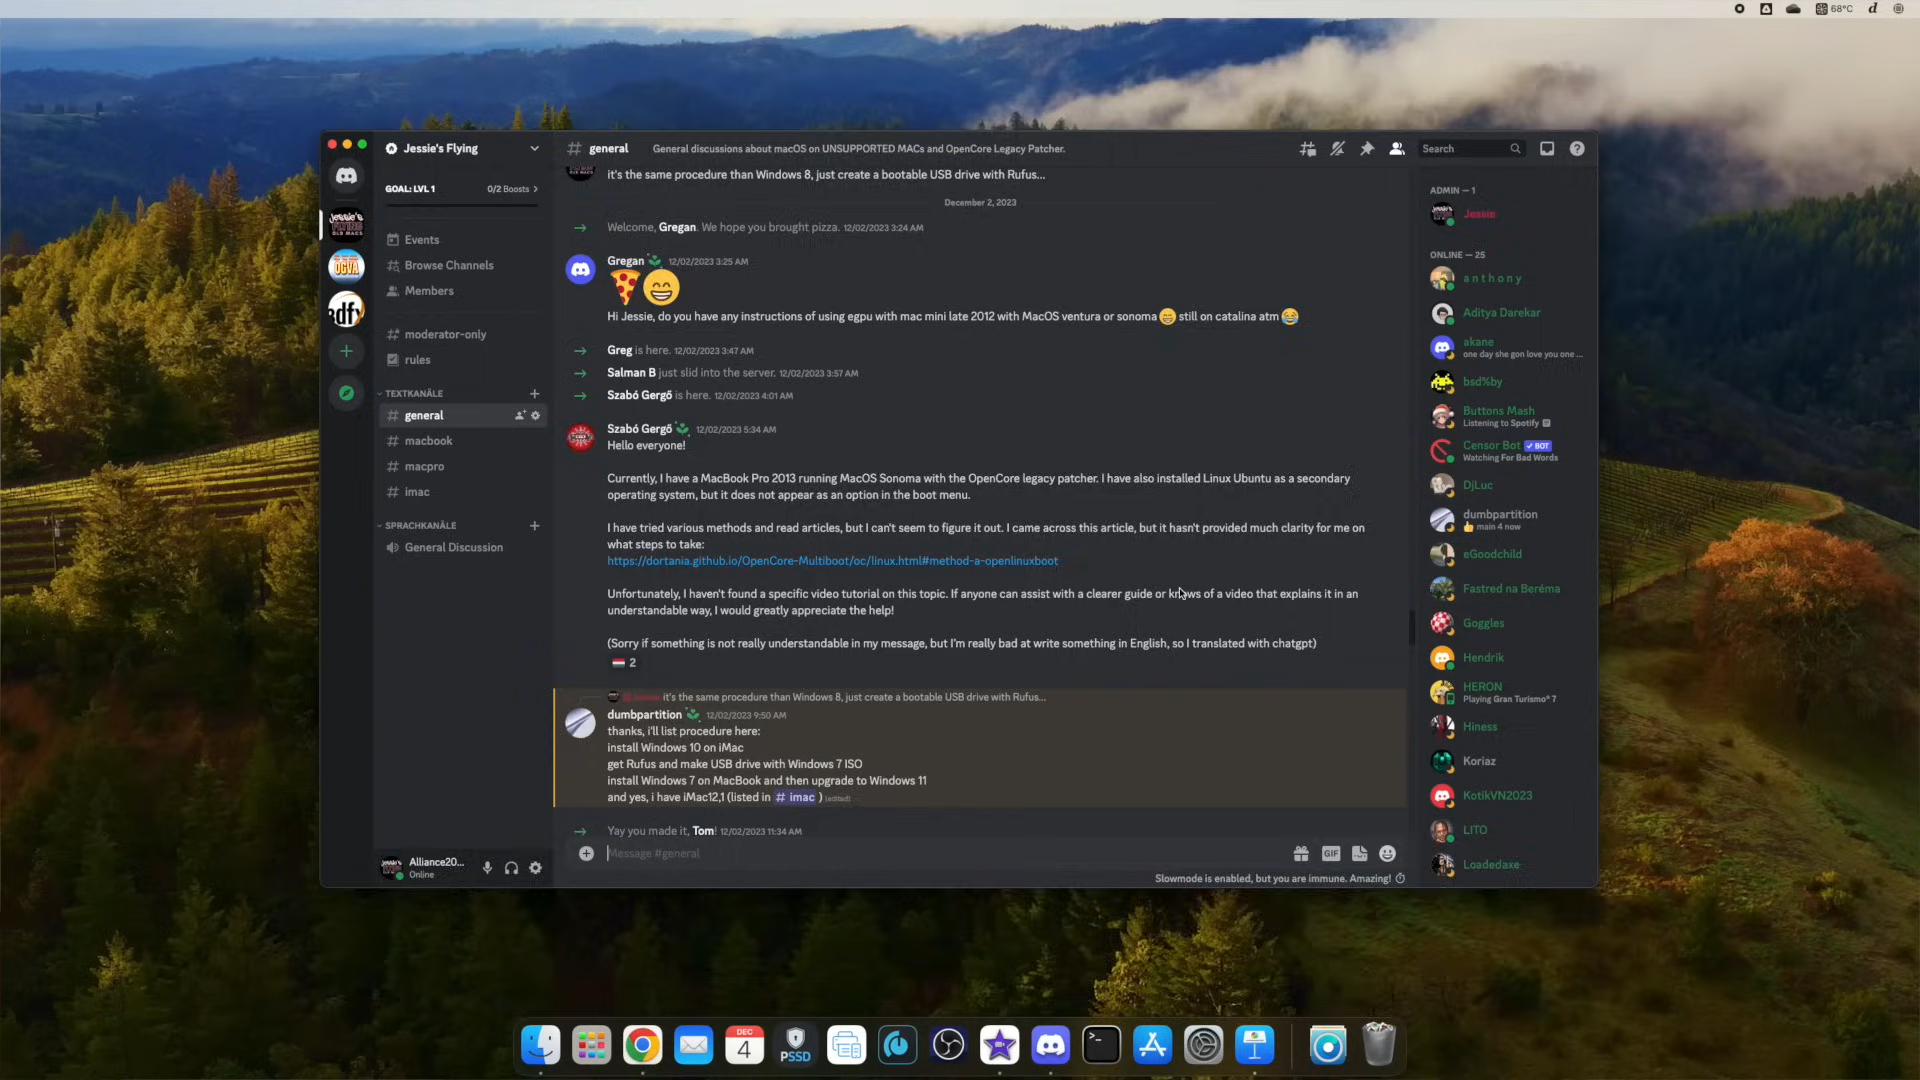 68°C
Jessie's Flying
general
General discussions about macOS on UNSUPPORTED MACs and OpenCore Legacy Patcher.
Search
GOAL: LVL 1
0/2 Boosts
Events
Browse Channels
Members
moderator-only
rules
TEXTKANÄLE
general
macbook
macpro
imac
SPRACHKANÄLE
General Discussion
Alliance20...
Online
it's the same procedure than Windows 8, just create a bootable USB drive with Rufus...
December 2, 2023
Welcome, Gregan. We hope you brought pizza. 12/02/2023 3:24 AM
Gregan 12/02/2023 3:25 AM
Hi Jessie, do you have any instructions of using egpu with mac mini late 2012 with MacOS ventura or sonoma 😄 still on catalina atm 😂
Greg is here. 12/02/2023 3:47 AM
Salman B just slid into the server. 12/02/2023 3:57 AM
Szabó Gergő is here. 12/02/2023 4:01 AM
Szabó Gergő 12/02/2023 5:34 AM
Hello everyone!
Currently, I have a MacBook Pro 2013 running MacOS Sonoma with the OpenCore legacy patcher. I have also installed Linux Ubuntu as a secondary
operating system, but it does not appear as an option in the boot menu.
I have tried various methods and read articles, but I can't seem to figure it out. I came across this article, but it hasn't provided much clarity for me on
what steps to take:
https://dortania.github.io/OpenCore-Multiboot/oc/linux.html#method-a-openlinuxboot
Unfortunately, I haven't found a specific video tutorial on this topic. If anyone can assist with a clearer guide or knows of a video that explains it in an
understandable way, I would greatly appreciate the help!
(Sorry if something is not really understandable in my message, but I'm really bad at write something in English, so I translated with chatgpt)
2
it's the same procedure than Windows 8, just create a bootable USB drive with Rufus...
dumbpartition 12/02/2023 9:50 AM
thanks, i'll list procedure here:
install Windows 10 on iMac
get Rufus and make USB drive with Windows 7 ISO
install Windows 7 on MacBook and then upgrade to Windows 11
and yes, i have iMac12,1 (listed in # imac ) (edited)
Yay you made it, Tom! 12/02/2023 11:34 AM
Message #general
GIF
Slowmode is enabled, but you are immune. Amazing!
ADMIN — 1
Jessie
ONLINE — 25
a n t h o n y
Aditya Darekar
akane
one day she gon love you one ...
bsd%by
Buttons Mash
Listening to Spotify
Censor Bot ✓ BOT
Watching For Bad Words
DjLuc
dumbpartition
👍 main 4 now
eGoodchild
Fastred na Beréma
Goggles
Hendrik
HERON
Playing Gran Turismo® 7
Hiness
Koriaz
KotikVN2023
LITO
Loadedaxe
DEC
4
PSSD